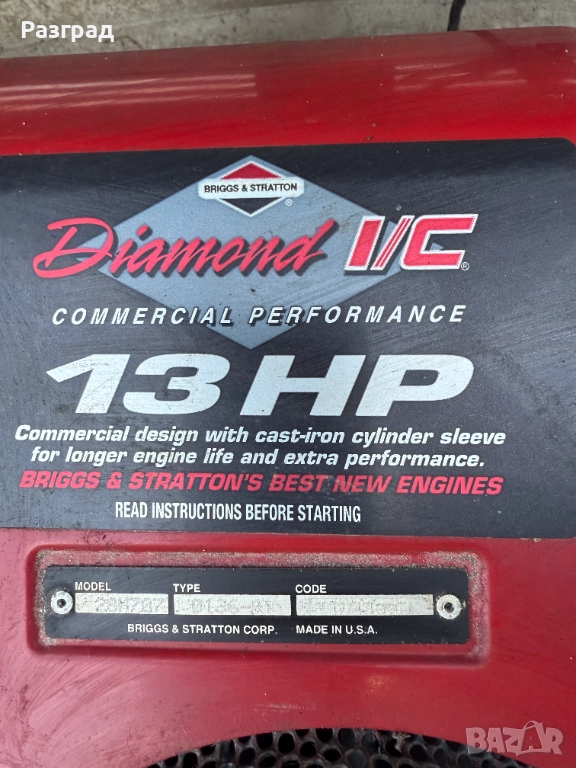 Разград
BRIGGS & STRATTON
®
Diamond I/C®
COMMERCIAL PERFORMANCE
13 HP
Commercial design with cast-iron cylinder sleeve
for longer engine life and extra performance.
BRIGGS & STRATTON'S BEST NEW ENGINES
READ INSTRUCTIONS BEFORE STARTING
MODEL TYPE CODE
28M707
BRIGGS & STRATTON CORP. MADE IN U.S.A.
BAZAR